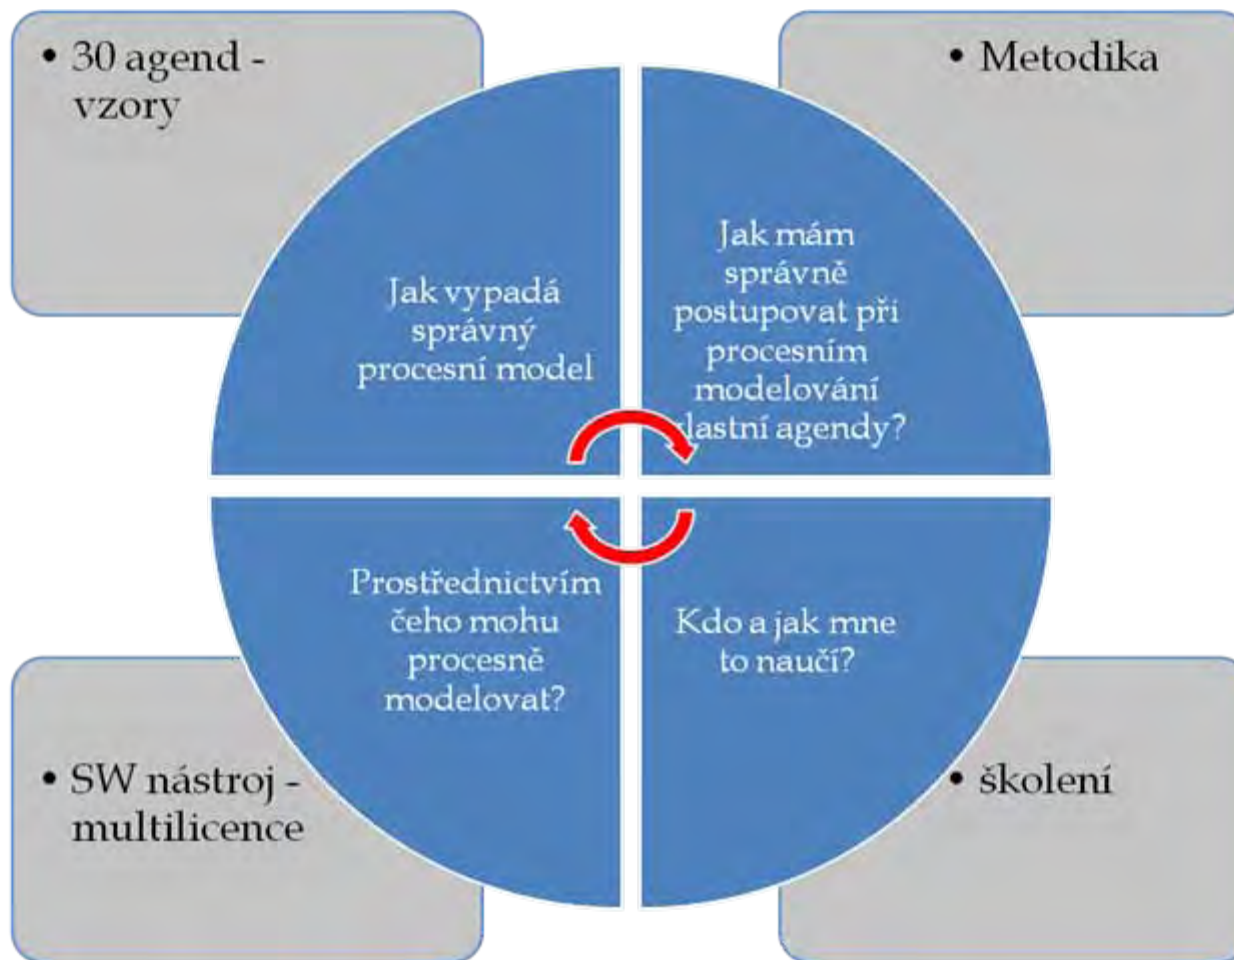 • 30 agend -
vzory
• Metodika
Jak vypadá
správný
procesní model
Jak mám
správně
postupovat při
procesním
modelování
vlastní agendy?
Prostřednictvím
čeho mohu
procesně
modelovat?
Kdo a jak mne
to naučí?
• SW nástroj -
multilicence
• školení